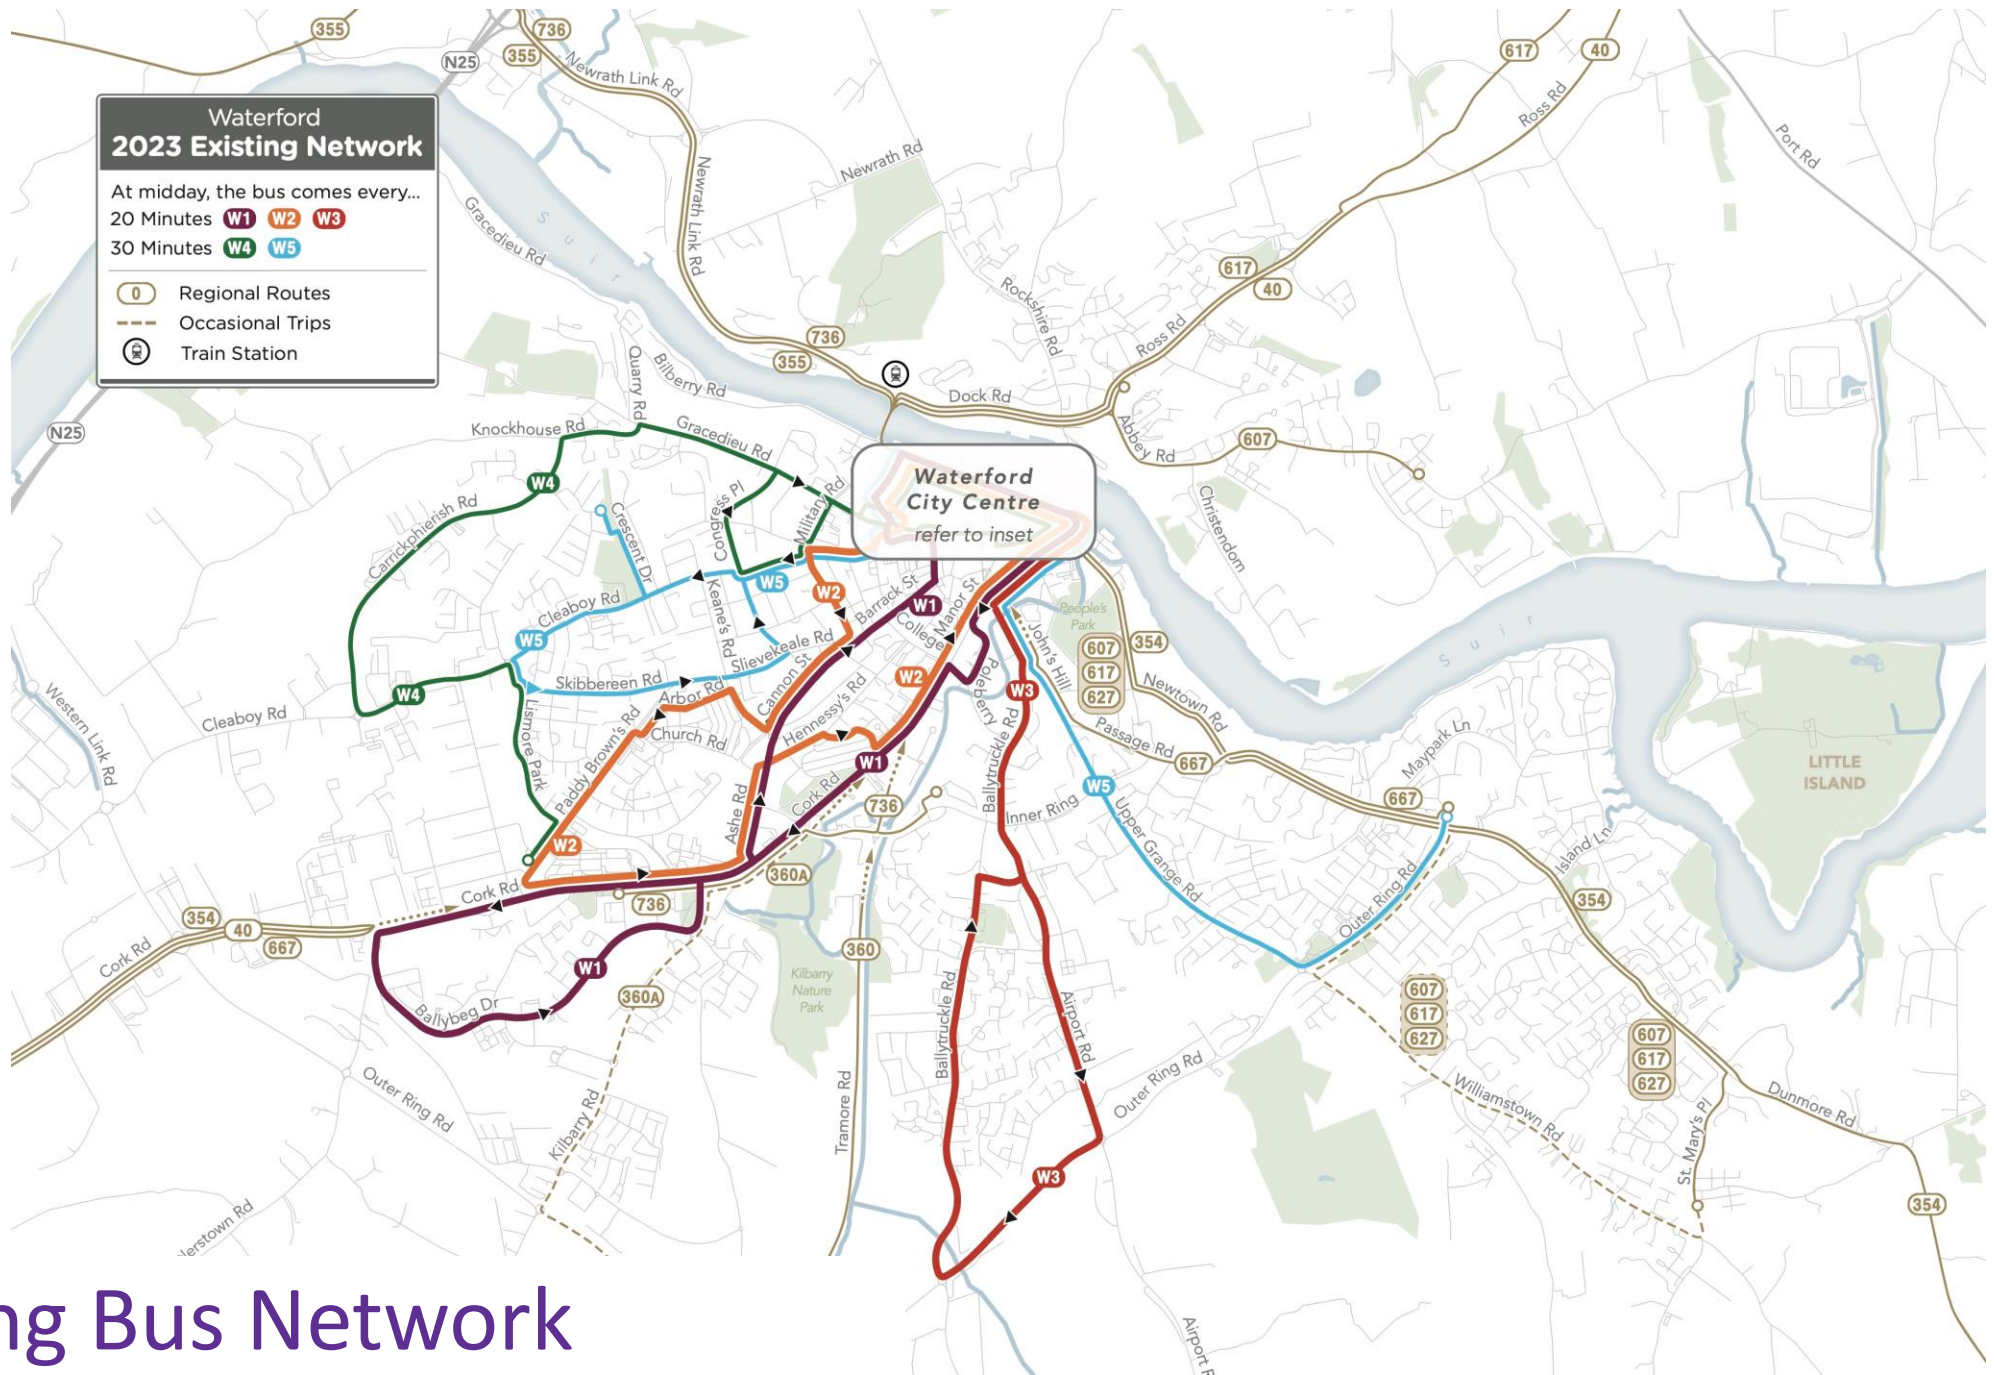 355
736
355
N25
Newrath Link Rd
617
40
Ross Rd
Port Rd
Waterford
2023 Existing Network
At midday, the bus comes every...
20 Minutes W1 W2 W3
30 Minutes W4 W5
0 Regional Routes
Occasional Trips
Train Station
Gracedieu Rd
Suir
Newrath Link Rd
Newrath Rd
Rockshire Rd
617
40
Ross Rd
736
355
Dock Rd
Abbey Rd
607
Christendom
N25
Quarry Rd
Bilberry Rd
Knockhouse Rd
Gracedieu Rd
W4
Carrickphierish Rd
Crescent Dr
Congress Pl
Military Rd
Waterford
City Centre
refer to inset
W5
Keane's Rd
W2
Barrack St
W1
College
Manor St
People's
Park
John's Hill
607
617
627
354
Newtown Rd
Suir
Cleaboy Rd
W5
Slievekeale Rd
Skibbereen Rd
Arbor Rd
Cannon St
W2
Poleberry
W3
W4
Western Link Rd
Cleaboy Rd
Lismore Park
Paddy Brown's Rd
Church Rd
Hennessy's Rd
Ballytruckle Rd
Passage Rd
667
Maypark Ln
LITTLE
ISLAND
W1
Cork Rd
Ashe Rd
736
Inner Ring
W5
Upper Grange Rd
667
Island Ln
W2
360A
Cork Rd
736
354
40
667
Cork Rd
Outer Ring Rd
354
360
W1
Ballybeg Dr
360A
Kilbarry
Nature
Park
Ballytruckle Rd
Airport Rd
607
617
627
607
617
627
Outer Ring Rd
Kilbarry Rd
Tramore Rd
Outer Ring Rd
Williamstown Rd
St. Mary's Pl
Dunmore Rd
W3
354
lerstown Rd
ng Bus Network
Airport R